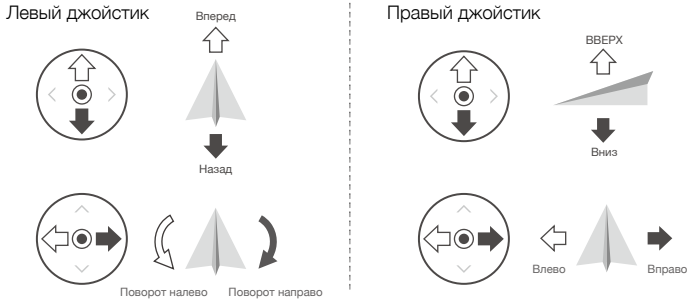 Левый джойстик
Вперед
Назад
Поворот налево
Поворот направо
Правый джойстик
ВВЕРХ
Вниз
Влево
Вправо